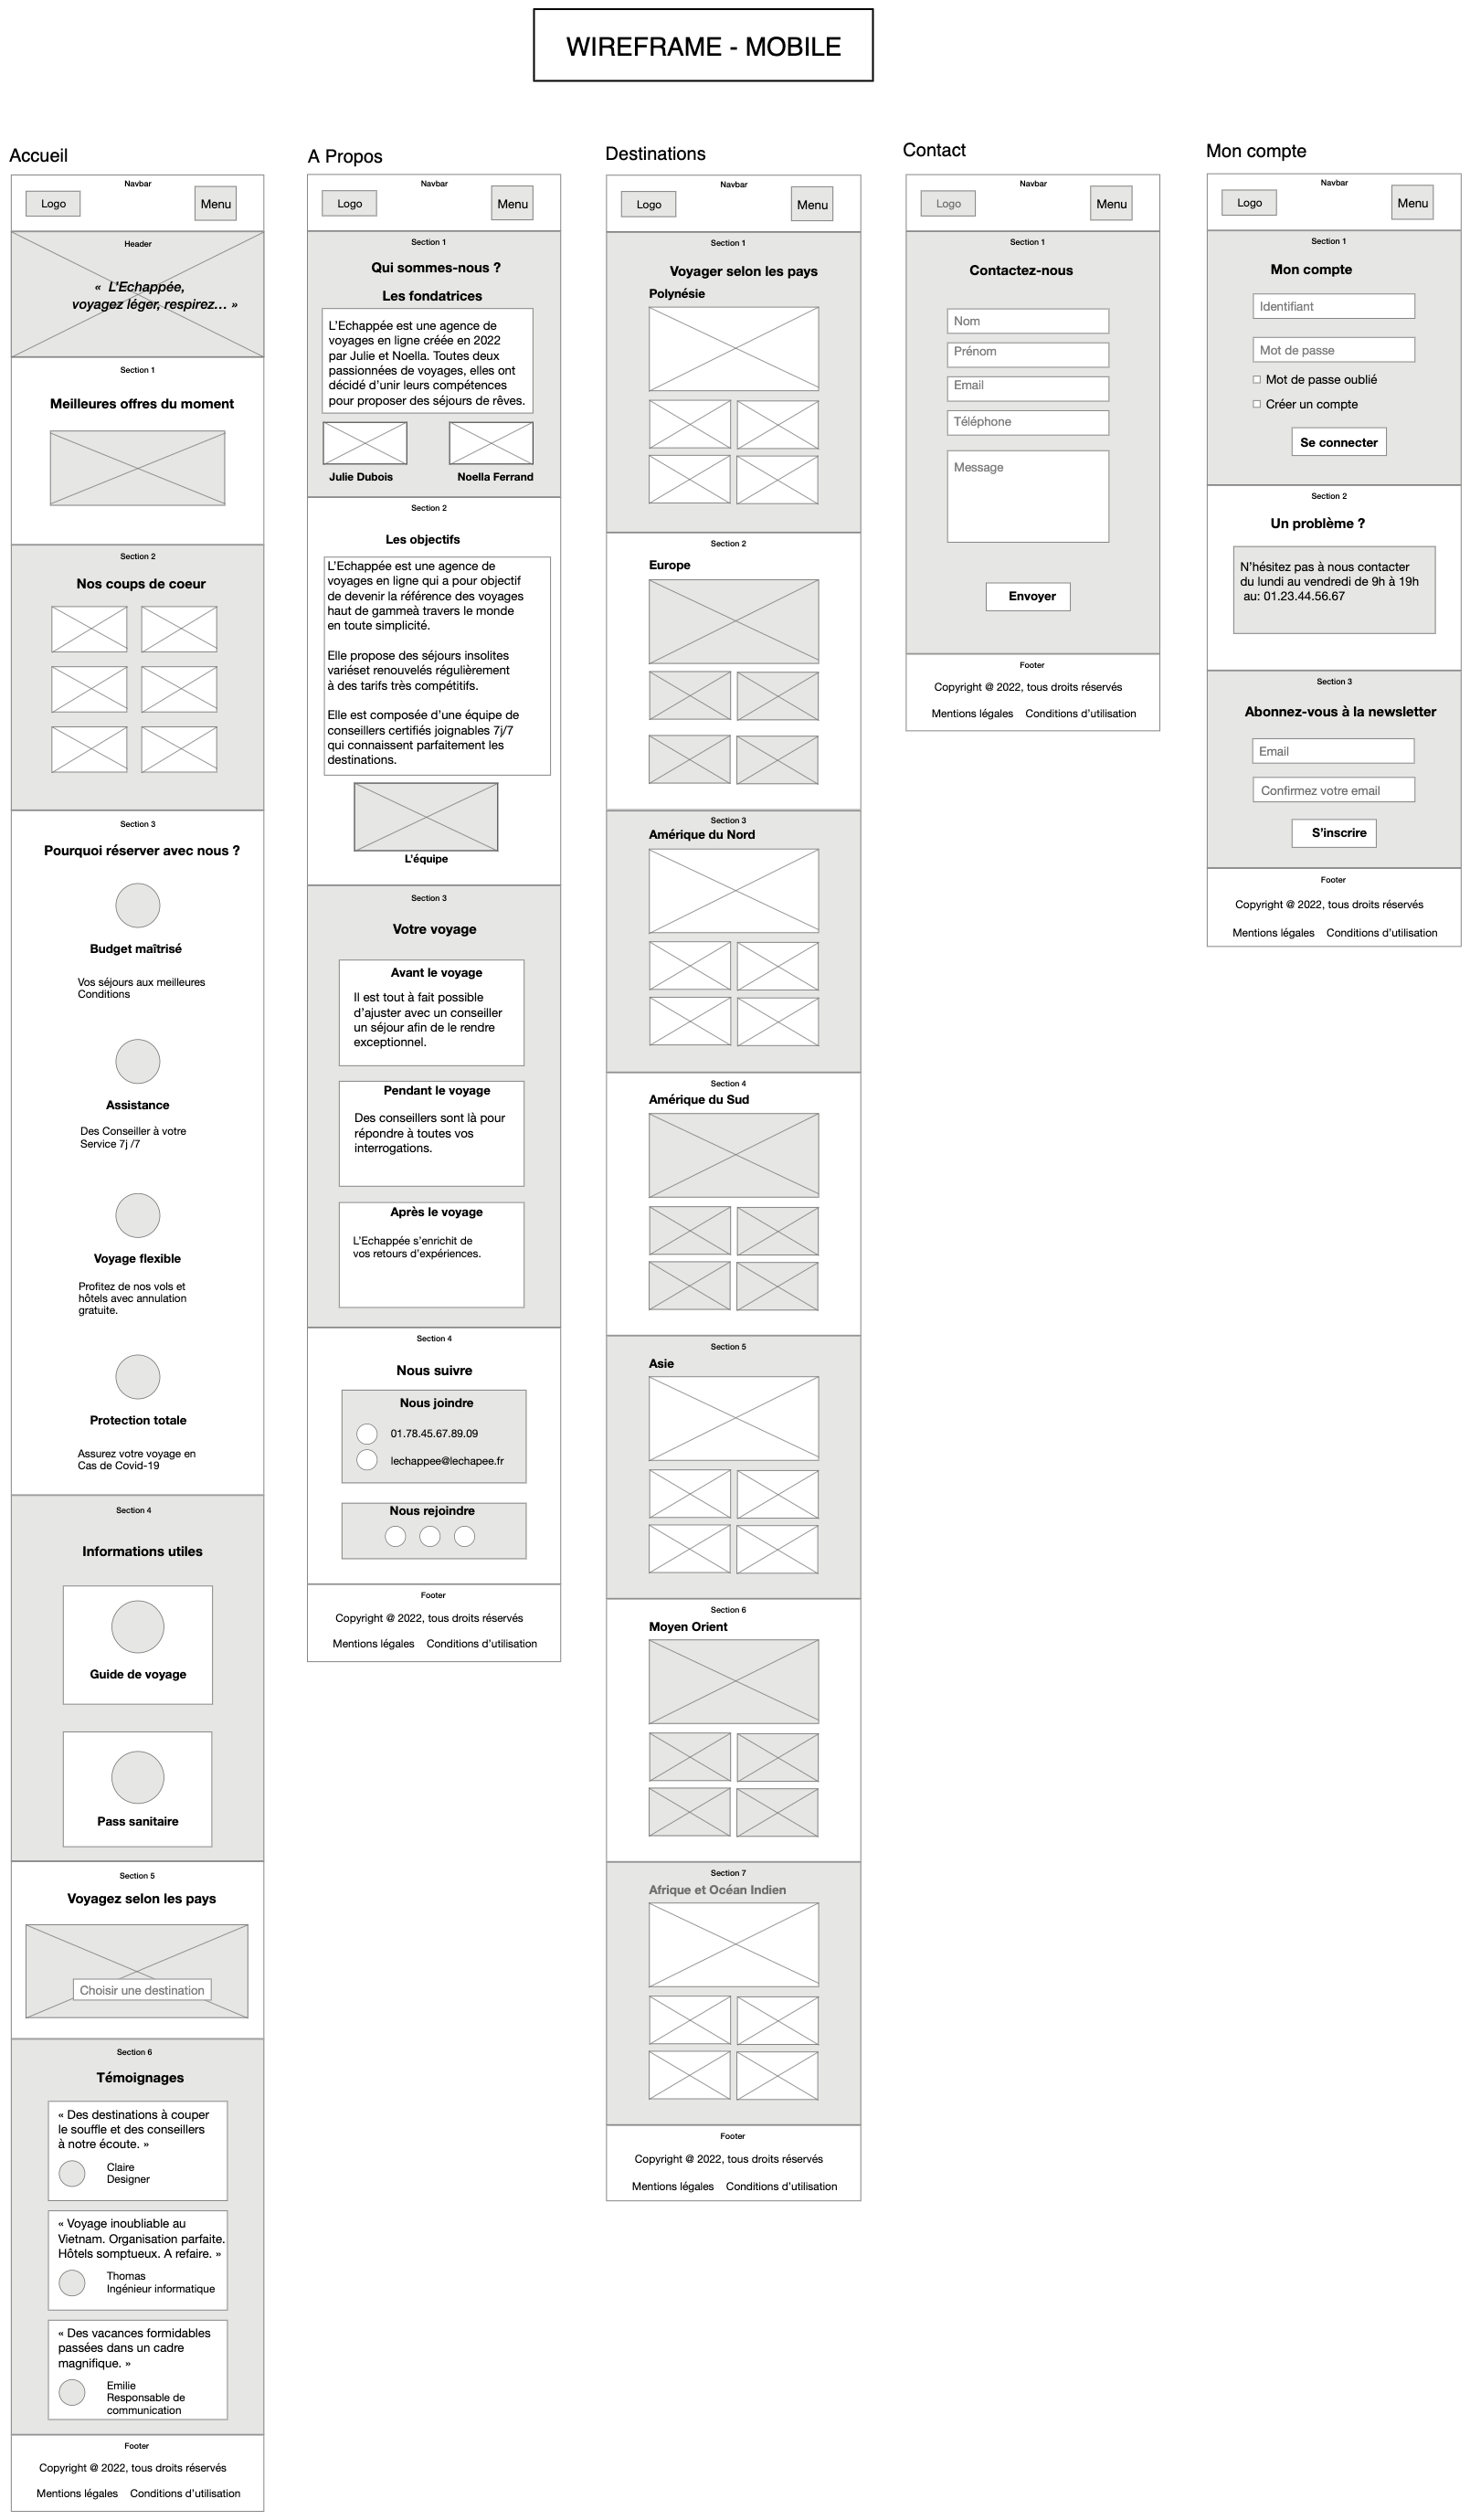 WIREFRAME - MOBILE
Accueil
Navbar
Logo
Menu
Header
« L’Echappée,
voyagez léger, respirez… »
Section 1
Meilleures offres du moment
Section 2
Nos coups de coeur
Section 3
Pourquoi réserver avec nous ?
Budget maîtrisé
Vos séjours aux meilleures
Conditions
Assistance
Des Conseiller à votre
Service 7j /7
Voyage flexible
Profitez de nos vols et
hôtels avec annulation
gratuite.
Protection totale
Assurez votre voyage en
Cas de Covid-19
Section 4
Informations utiles
Guide de voyage
Pass sanitaire
Section 5
Voyagez selon les pays
Choisir une destination
Section 6
Témoignages
« Des destinations à couper
le souffle et des conseillers
à notre écoute. »
Claire
Designer
« Voyage inoubliable au
Vietnam. Organisation parfaite.
Hôtels somptueux. A refaire. »
Thomas
Ingénieur informatique
« Des vacances formidables
passées dans un cadre
magnifique. »
Emilie
Responsable de
communication
Footer
Copyright @ 2022, tous droits réservés
Mentions légales Conditions d’utilisation
A Propos
Navbar
Logo
Menu
Section 1
Qui sommes-nous ?
Les fondatrices
L’Echappée est une agence de
voyages en ligne créée en 2022
par Julie et Noella. Toutes deux
passionnées de voyages, elles ont
décidé d’unir leurs compétences
pour proposer des séjours de rêves.
Julie Dubois
Noella Ferrand
Section 2
Les objectifs
L’Echappée est une agence de
voyages en ligne qui a pour objectif
de devenir la référence des voyages
haut de gammeà travers le monde
en toute simplicité.
Elle propose des séjours insolites
variéset renouvelés régulièrement
à des tarifs très compétitifs.
Elle est composée d’une équipe de
conseillers certifiés joignables 7j/7
qui connaissent parfaitement les
destinations.
L’équipe
Section 3
Votre voyage
Avant le voyage
Il est tout à fait possible
d’ajuster avec un conseiller
un séjour afin de le rendre
exceptionnel.
Pendant le voyage
Des conseillers sont là pour
répondre à toutes vos
interrogations.
Après le voyage
L’Echappée s’enrichit de
vos retours d’expériences.
Section 4
Nous suivre
Nous joindre
01.78.45.67.89.09
lechappee@lechapee.fr
Nous rejoindre
Footer
Copyright @ 2022, tous droits réservés
Mentions légales Conditions d’utilisation
Destinations
Navbar
Logo
Menu
Section 1
Voyager selon les pays
Polynésie
Section 2
Europe
Section 3
Amérique du Nord
Section 4
Amérique du Sud
Section 5
Asie
Section 6
Moyen Orient
Section 7
Afrique et Océan Indien
Footer
Copyright @ 2022, tous droits réservés
Mentions légales Conditions d’utilisation
Contact
Navbar
Logo
Menu
Section 1
Contactez-nous
Nom
Prénom
Email
Téléphone
Message
Envoyer
Footer
Copyright @ 2022, tous droits réservés
Mentions légales Conditions d’utilisation
Mon compte
Navbar
Logo
Menu
Section 1
Mon compte
Identifiant
Mot de passe
Mot de passe oublié
Créer un compte
Se connecter
Section 2
Un problème ?
N’hésitez pas à nous contacter
du lundi au vendredi de 9h à 19h
au: 01.23.44.56.67
Section 3
Abonnez-vous à la newsletter
Email
Confirmez votre email
S’inscrire
Footer
Copyright @ 2022, tous droits réservés
Mentions légales Conditions d’utilisation